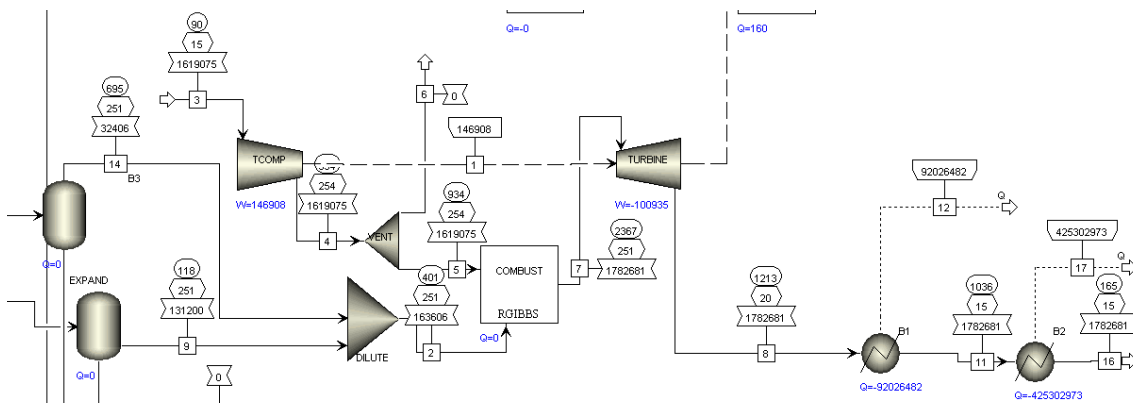 Q=-0
Q=160
90
15
1619075
3
6
0
695
251
32406
14
B3
146908
1
TCOMP
W=146908
254
1619075
4
VENT
934
254
1619075
5
TURBINE
W=-100935
92026482
12
Q
425302973
17
Q
Q=0
EXPAND
Q=0
118
251
131200
9
0
401
251
163606
2
DILUTE
COMBUST
RGIBBS
Q=0
2367
251
1782681
7
1213
20
1782681
8
B1
Q=-92026482
1036
15
1782681
11
B2
Q=-425302973
165
15
1782681
16